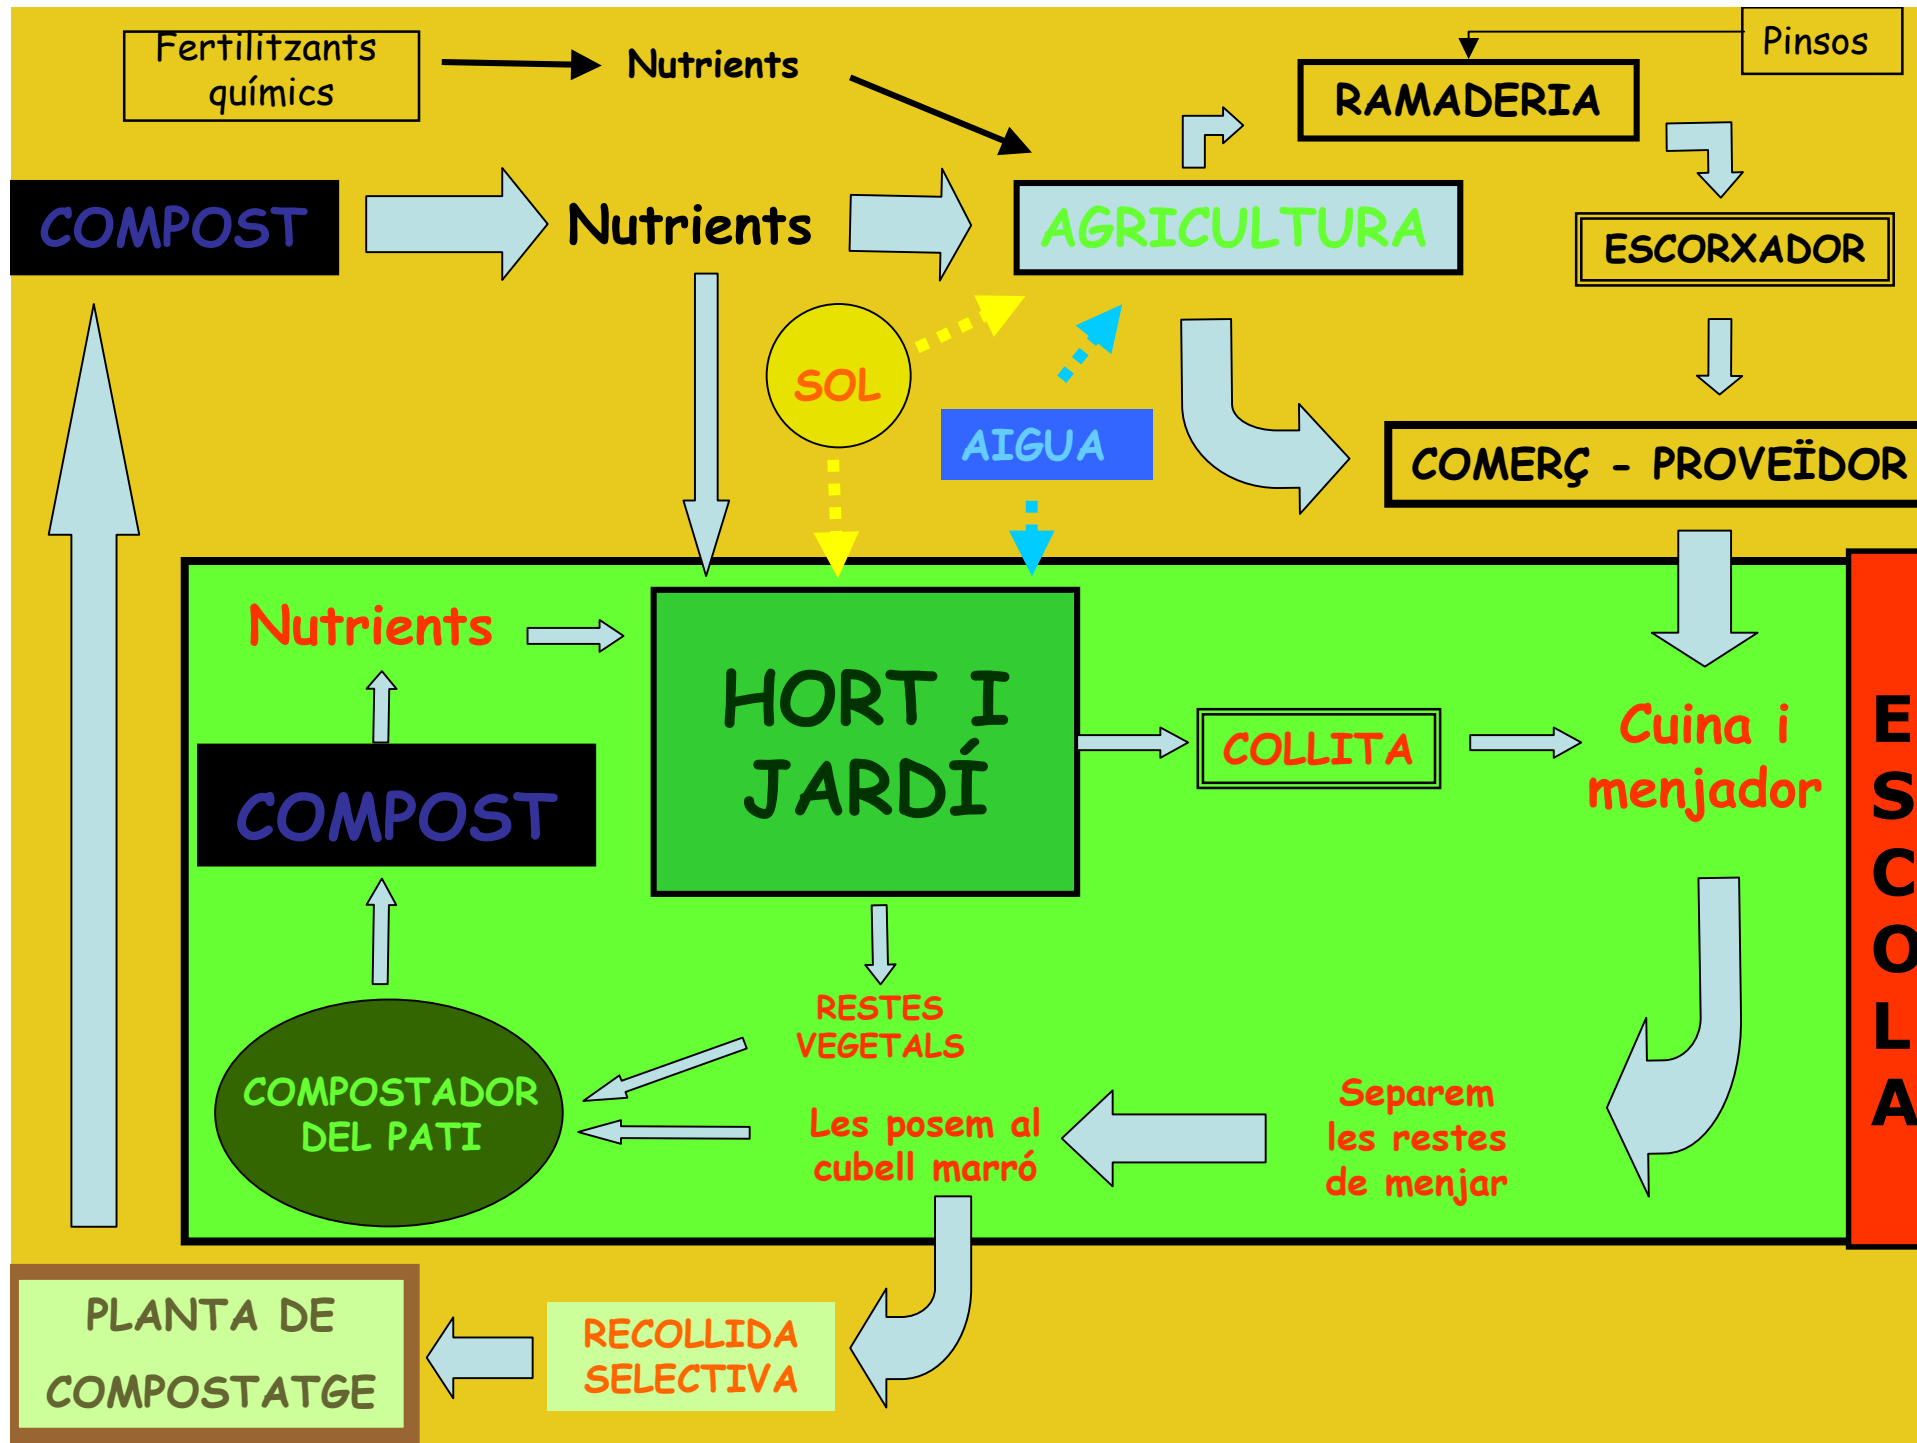 Fertilitzants
químics
Nutrients
Pinsos
RAMADERIA
COMPOST
Nutrients
AGRICULTURA
ESCORXADOR
SOL
AIGUA
COMERÇ - PROVEÏDOR
Nutrients
HORT I
JARDÍ
COLLITA
Cuina i
menjador
COMPOST
E
S
C
O
L
A
RESTES
VEGETALS
COMPOSTADOR
DEL PATI
Les posem al
cubell marró
Separem
les restes
de menjar
PLANTA DE
COMPOSTATGE
RECOLLIDA
SELECTIVA